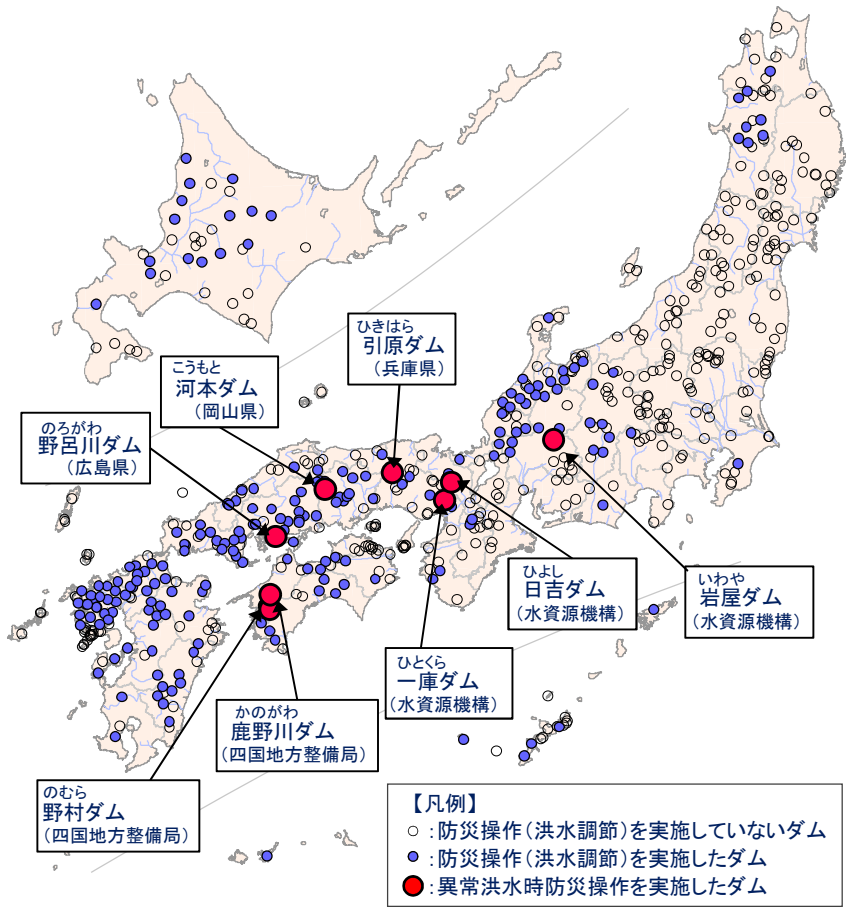 ひきはら
引原ダム
（兵庫県）
こうもと
河本ダム
（岡山県）
のろがわ
野呂川ダム
（広島県）
ひよし
日吉ダム
（水資源機構）
いわや
岩屋ダム
（水資源機構）
ひとくら
一庫ダム
（水資源機構）
かのがわ
鹿野川ダム
（四国地方整備局）
のむら
野村ダム
（四国地方整備局）
【凡例】
○：防災操作（洪水調節）を実施していないダム
●：防災操作（洪水調節）を実施したダム
●：異常洪水時防災操作を実施したダム